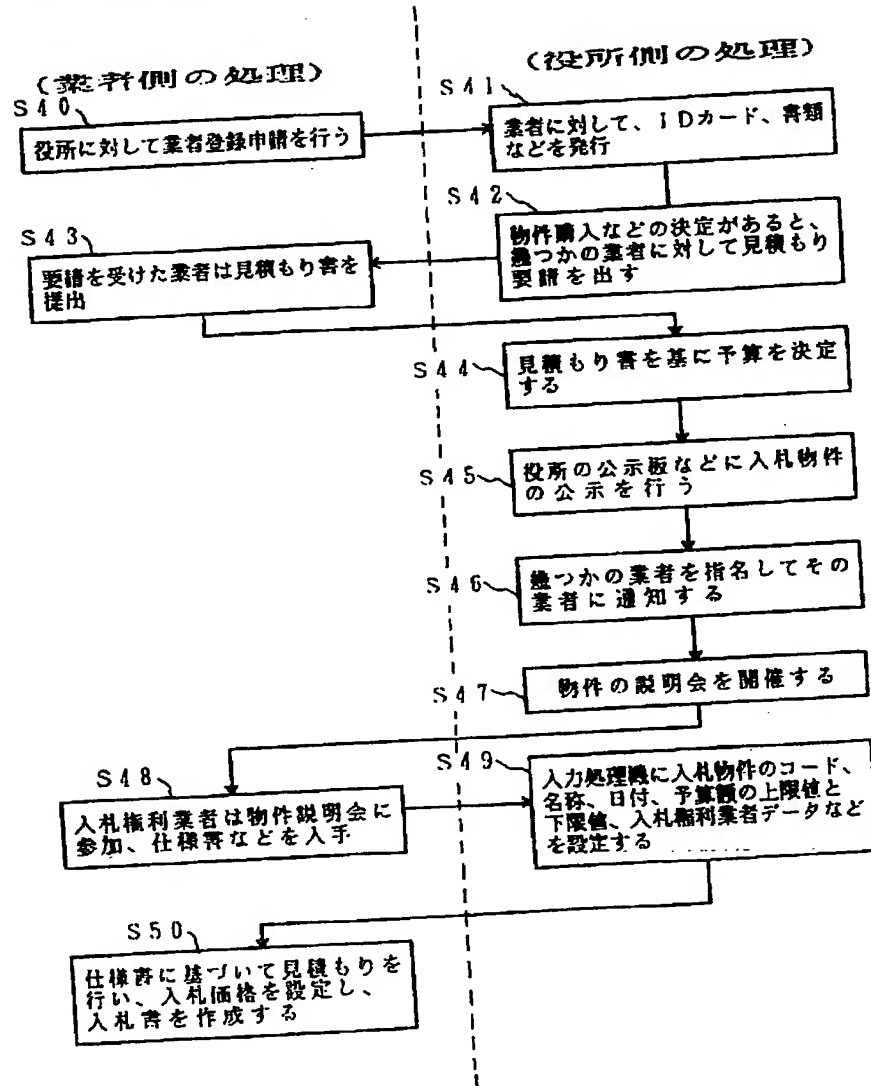 (業者側の処理)
(役所側の処理)
S40
役所に対して業者登録申請を行う
S41
業者に対して、IDカード、書類
などを発行
S42
物件購入などの決定があると、
幾つかの業者に対して見積もり
要請を出す
S43
要請を受けた業者は見積もり書を
提出
S44
見積もり書を基に予算を決定
する
S45
役所の公示板などに入札物件
の公示を行う
S46
幾つかの業者を指名してその
業者に通知する
S47
物件の説明会を開催する
S48
入札権利業者は物件説明会に
参加、仕様書などを入手
S49
入力処理機に入札物件のコード、
名称、日付、予算額の上限値と
下限値、入札権利業者データなど
を設定する
S50
仕様書に基づいて見積もりを
行い、入札価格を設定し、
入札書を作成する